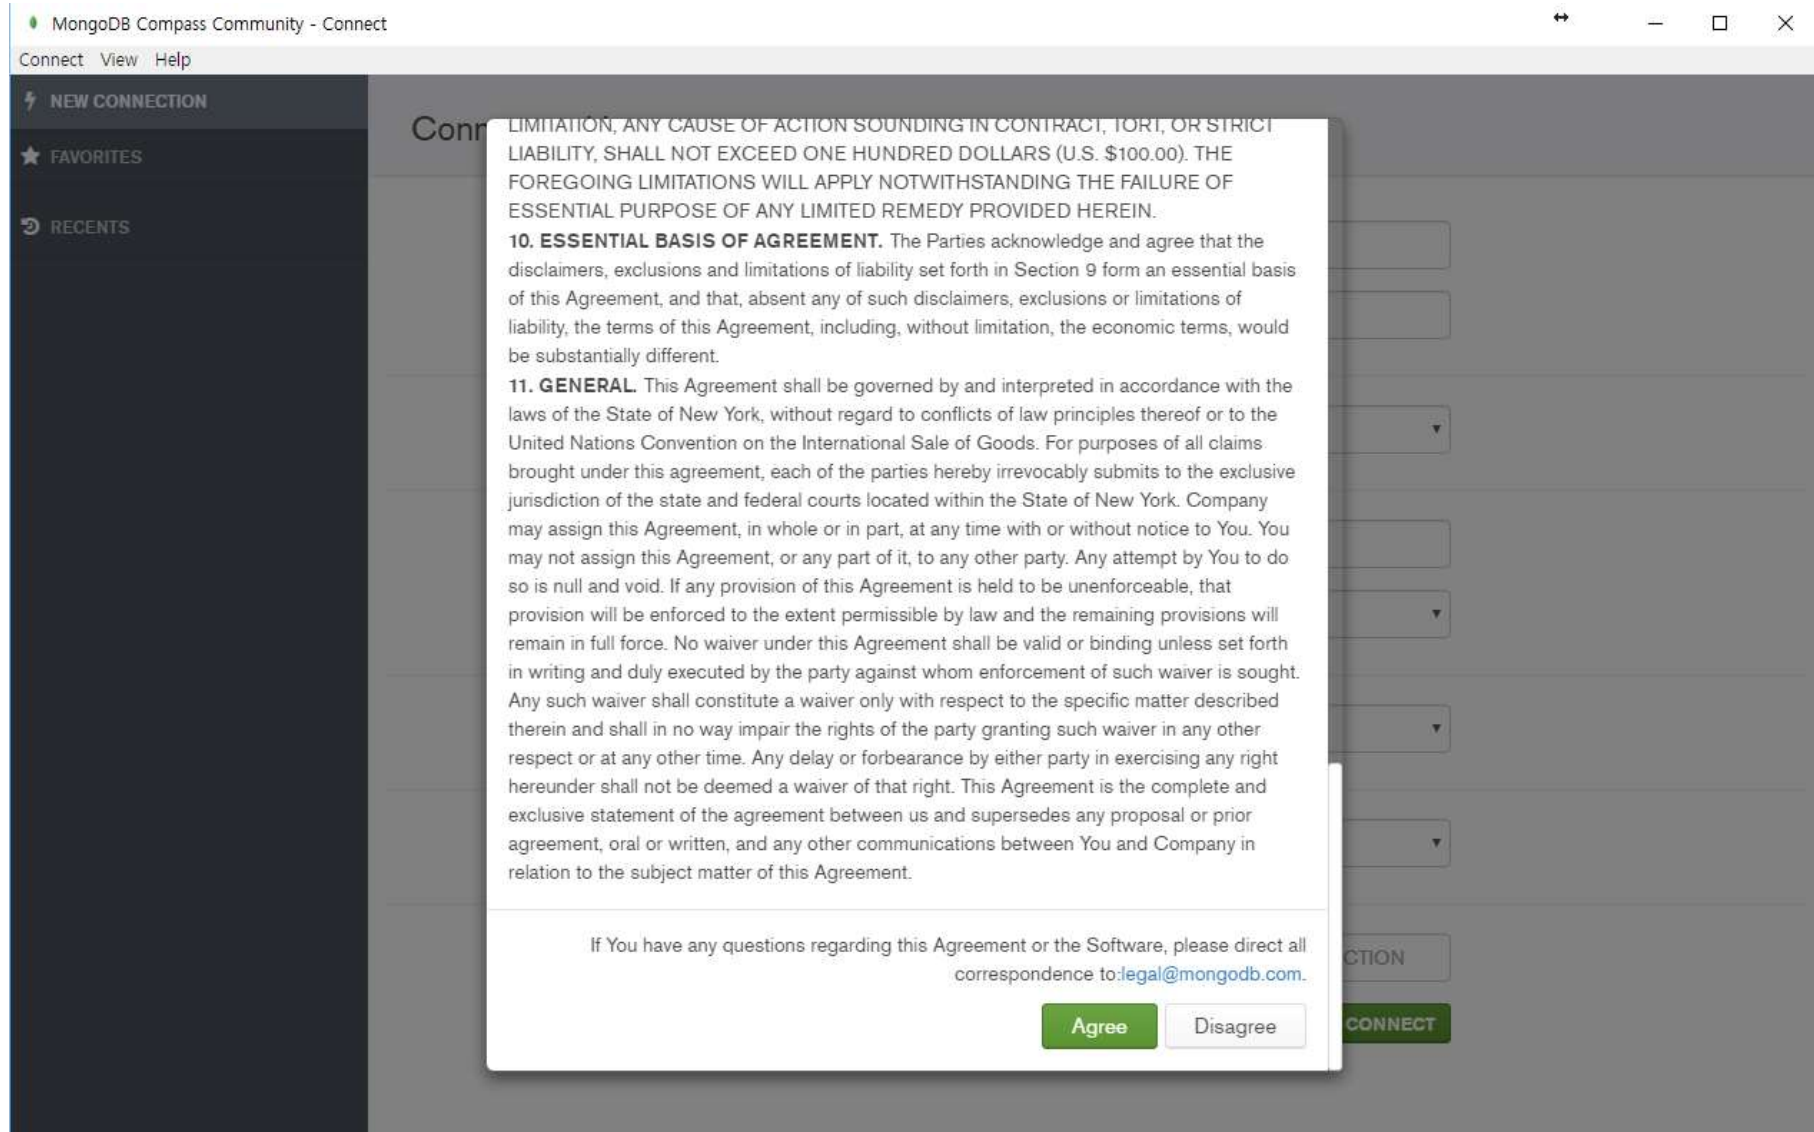 MongoDB Compass Community - Connect
Connect View Help
NEW CONNECTION
FAVORITES
RECENTS
Conn
LIMITATION, ANY CAUSE OF ACTION SOUNDING IN CONTRACT, TORT, OR STRICT
LIABILITY, SHALL NOT EXCEED ONE HUNDRED DOLLARS (U.S. $100.00). THE
FOREGOING LIMITATIONS WILL APPLY NOTWITHSTANDING THE FAILURE OF
ESSENTIAL PURPOSE OF ANY LIMITED REMEDY PROVIDED HEREIN.
10. ESSENTIAL BASIS OF AGREEMENT. The Parties acknowledge and agree that the
disclaimers, exclusions and limitations of liability set forth in Section 9 form an essential basis
of this Agreement, and that, absent any of such disclaimers, exclusions or limitations of
liability, the terms of this Agreement, including, without limitation, the economic terms, would
be substantially different.
11. GENERAL. This Agreement shall be governed by and interpreted in accordance with the
laws of the State of New York, without regard to conflicts of law principles thereof or to the
United Nations Convention on the International Sale of Goods. For purposes of all claims
brought under this agreement, each of the parties hereby irrevocably submits to the exclusive
jurisdiction of the state and federal courts located within the State of New York. Company
may assign this Agreement, in whole or in part, at any time with or without notice to You. You
may not assign this Agreement, or any part of it, to any other party. Any attempt by You to do
so is null and void. If any provision of this Agreement is held to be unenforceable, that
provision will be enforced to the extent permissible by law and the remaining provisions will
remain in full force. No waiver under this Agreement shall be valid or binding unless set forth
in writing and duly executed by the party against whom enforcement of such waiver is sought.
Any such waiver shall constitute a waiver only with respect to the specific matter described
therein and shall in no way impair the rights of the party granting such waiver in any other
respect or at any other time. Any delay or forbearance by either party in exercising any right
hereunder shall not be deemed a waiver of that right. This Agreement is the complete and
exclusive statement of the agreement between us and supersedes any proposal or prior
agreement, oral or written, and any other communications between You and Company in
relation to the subject matter of this Agreement.
If You have any questions regarding this Agreement or the Software, please direct all
correspondence to:legal@mongodb.com.
CTION
Agree Disagree
CONNECT